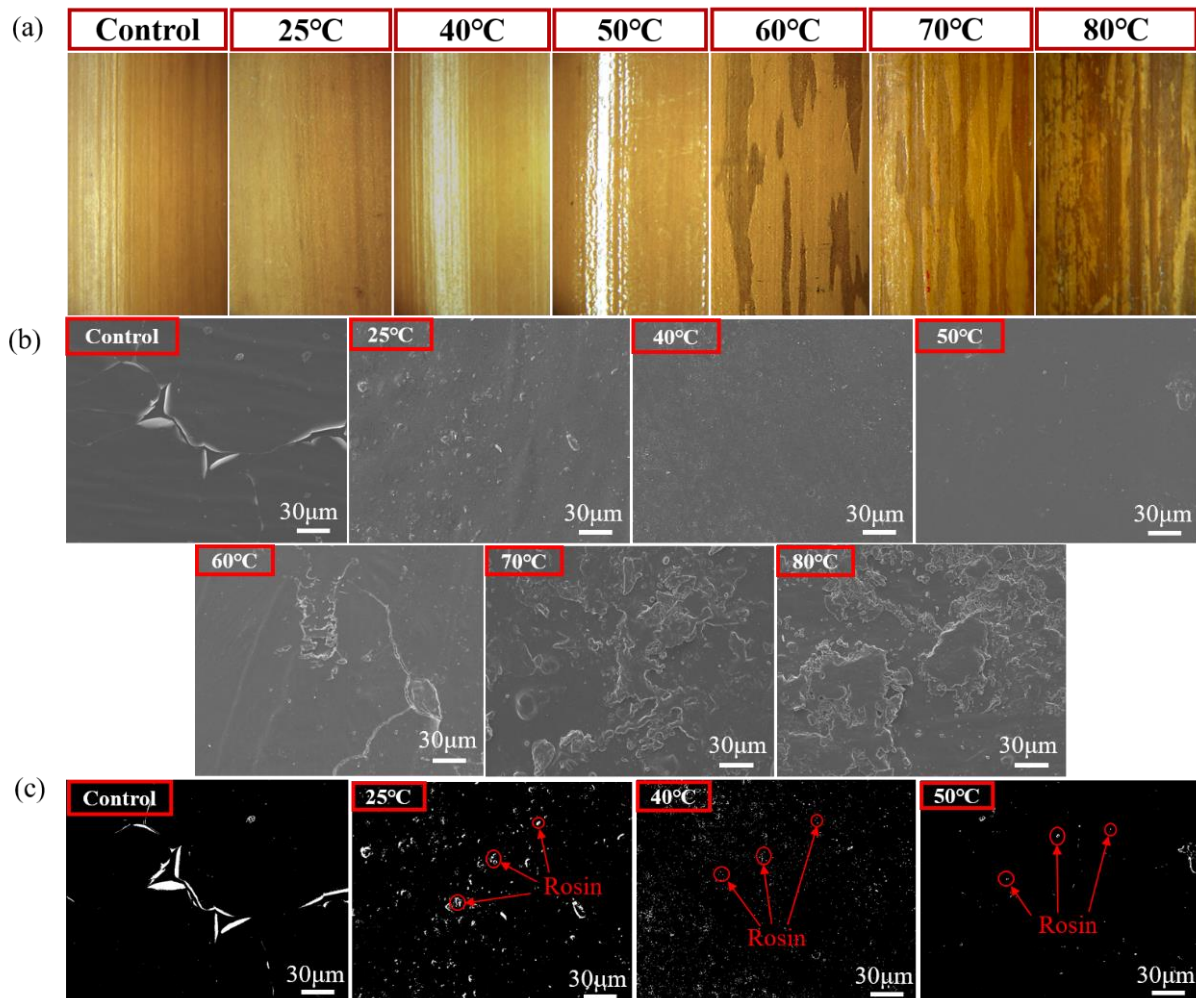 (a)
Control 25°C 40°C 50°C 60°C 70°C 80°C
(b)
Control 25°C 40°C 50°C
30μm 30μm 30μm 30μm
60°C 70°C 80°C
30μm 30μm 30μm
(c)
Control 25°C 40°C 50°C
Rosin Rosin Rosin
30μm 30μm 30μm 30μm